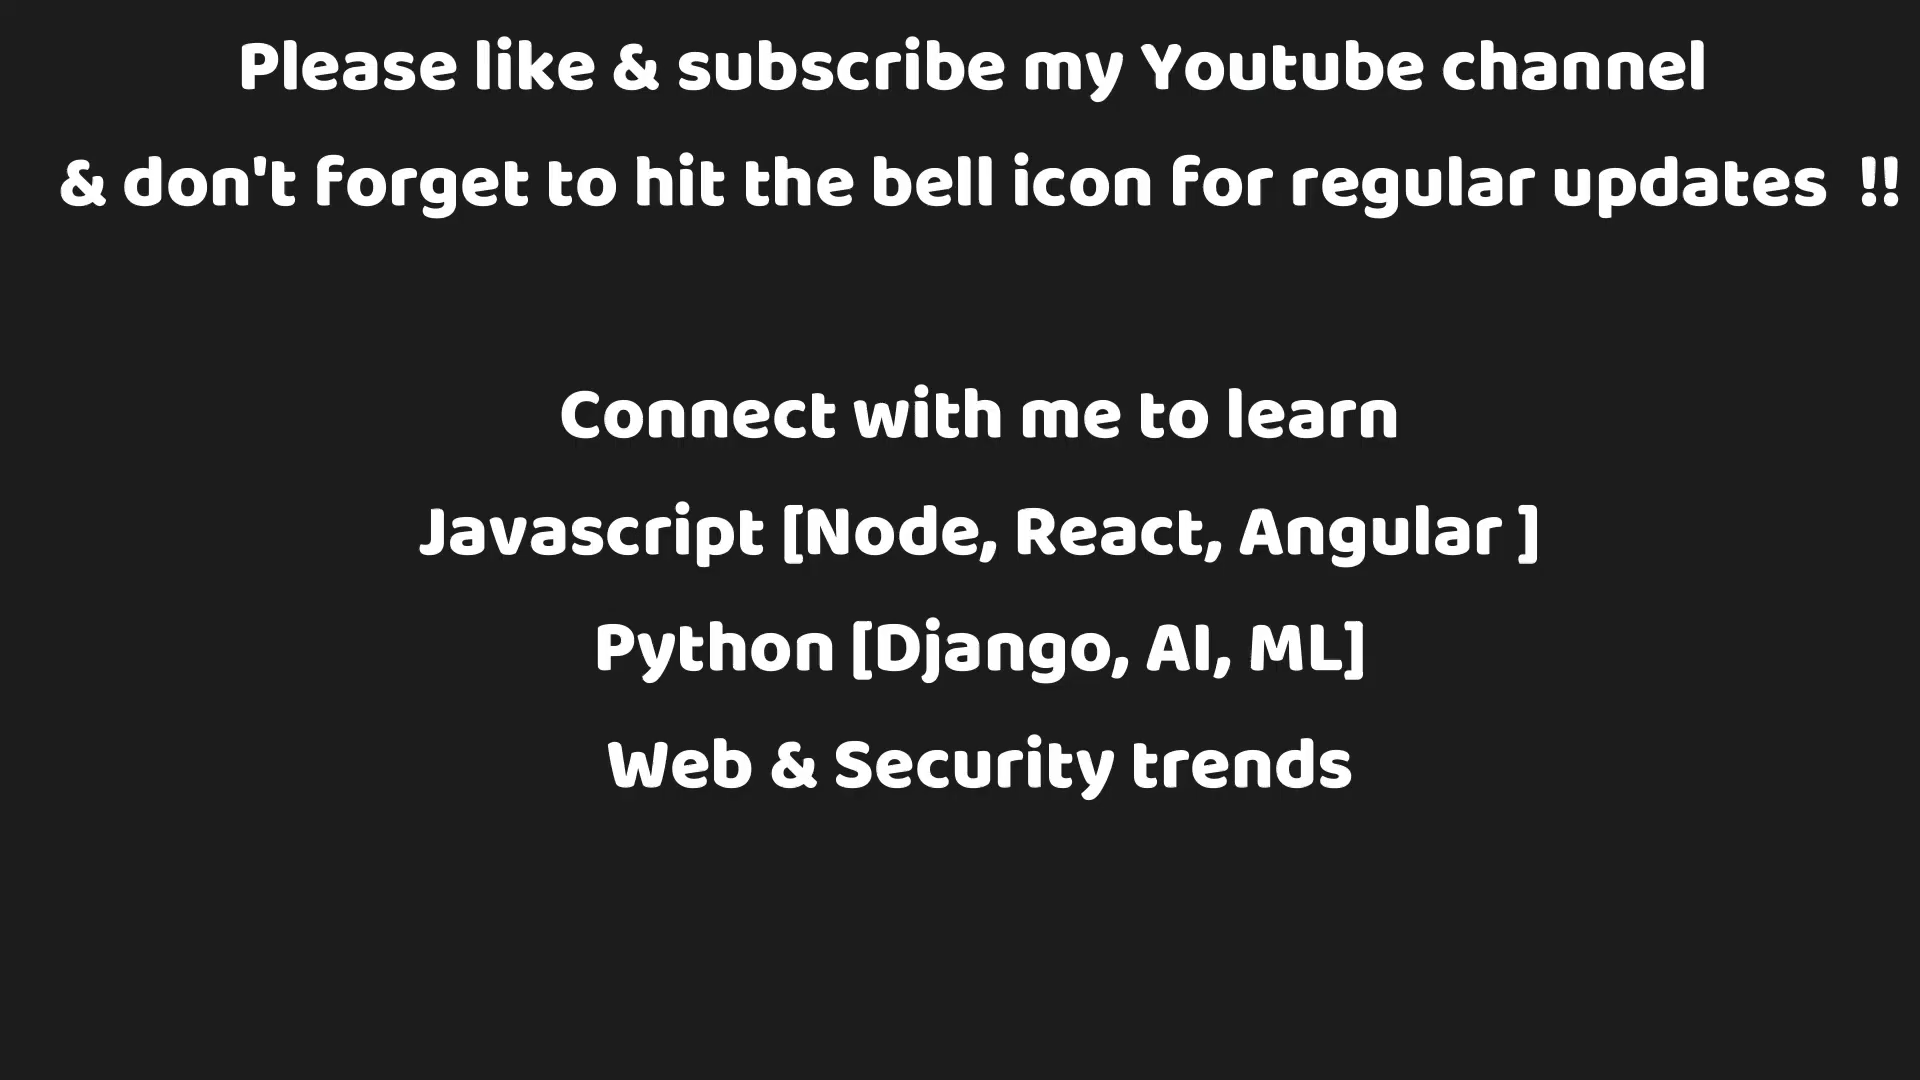 Please like & subscribe my Youtube channel
& don't forget to hit the bell icon for regular updates  !!
Connect with me to learn
Javascript [Node, React, Angular ]
Python [Django, AI, ML]
Web & Security trends